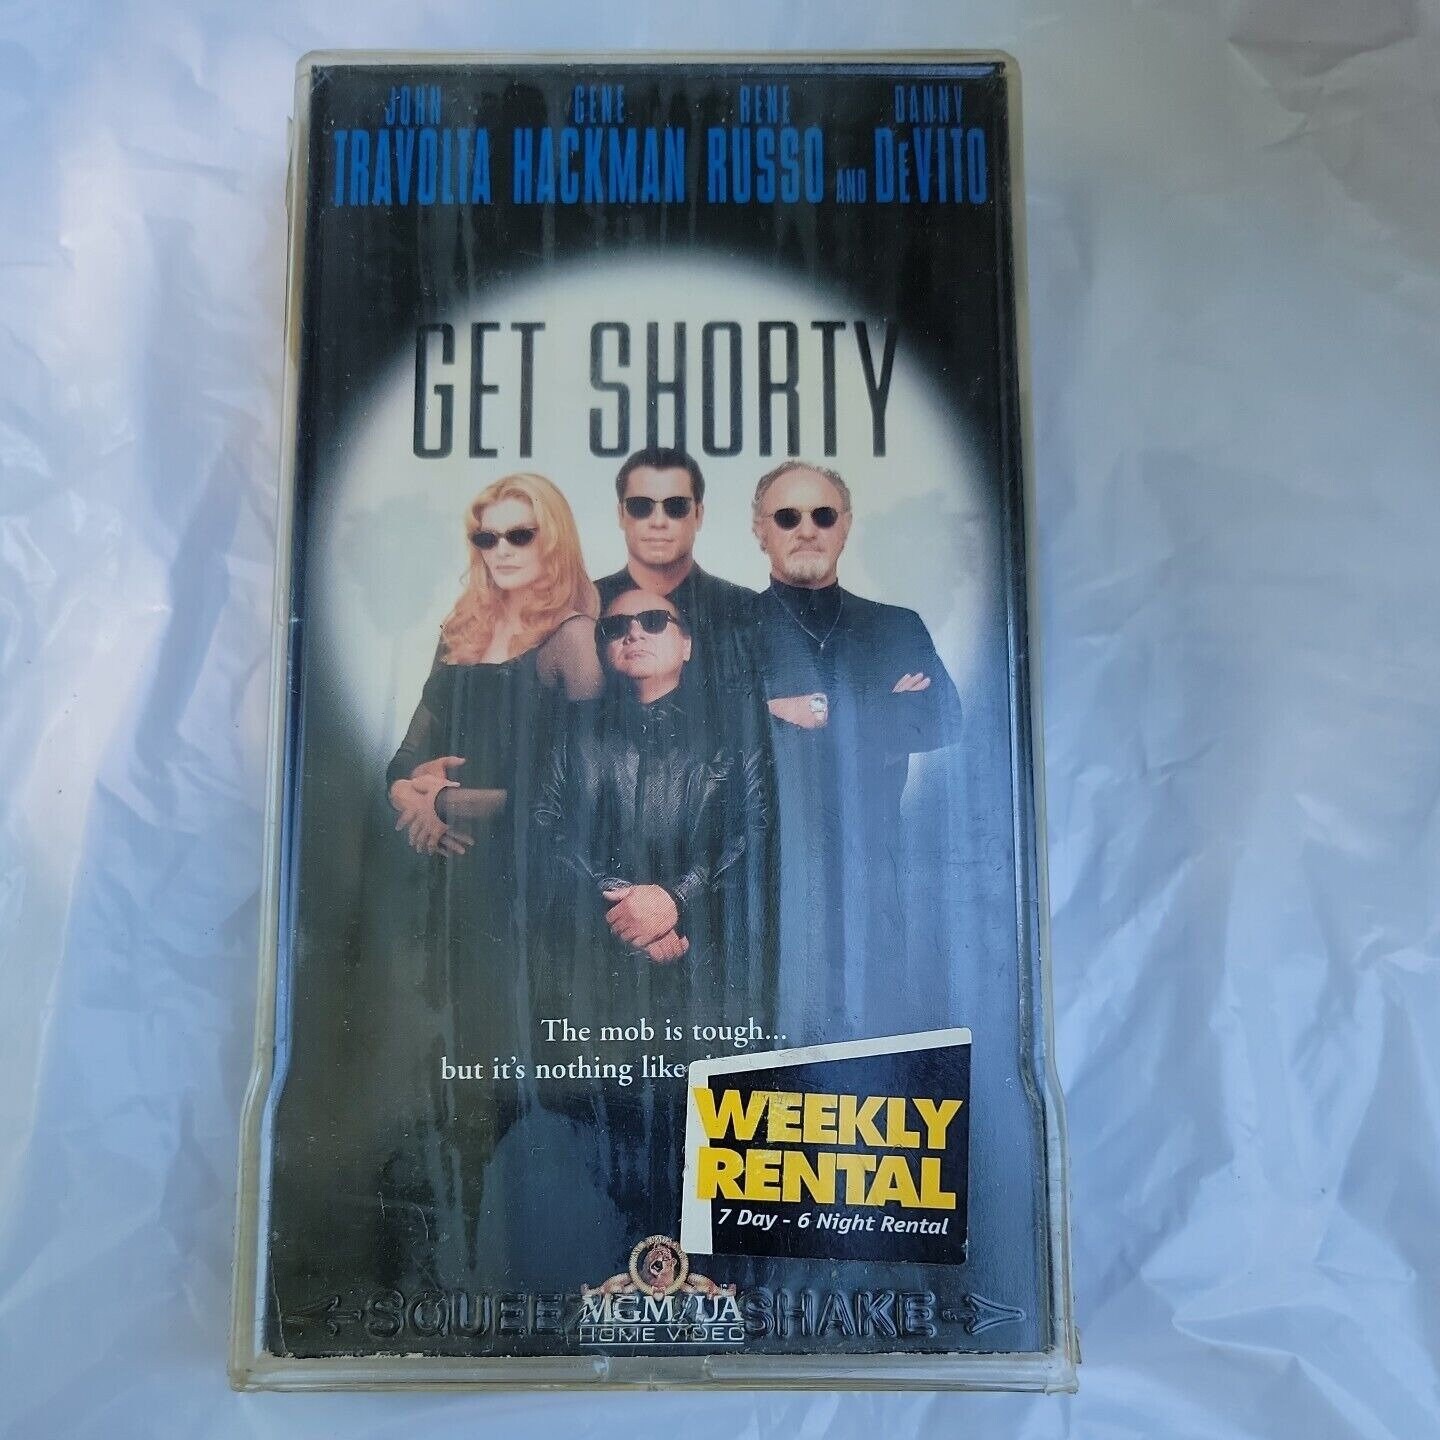 JOHN GENE RENE DANNY
TRAVOLTA HACKMAN RUSSO AND DeVITO
GET SHORTY
The mob is tough...
but it's nothing like
WEEKLY
RENTAL
7 Day - 6 Night Rental
MGM/UA
HOME VIDEO
SHAKE